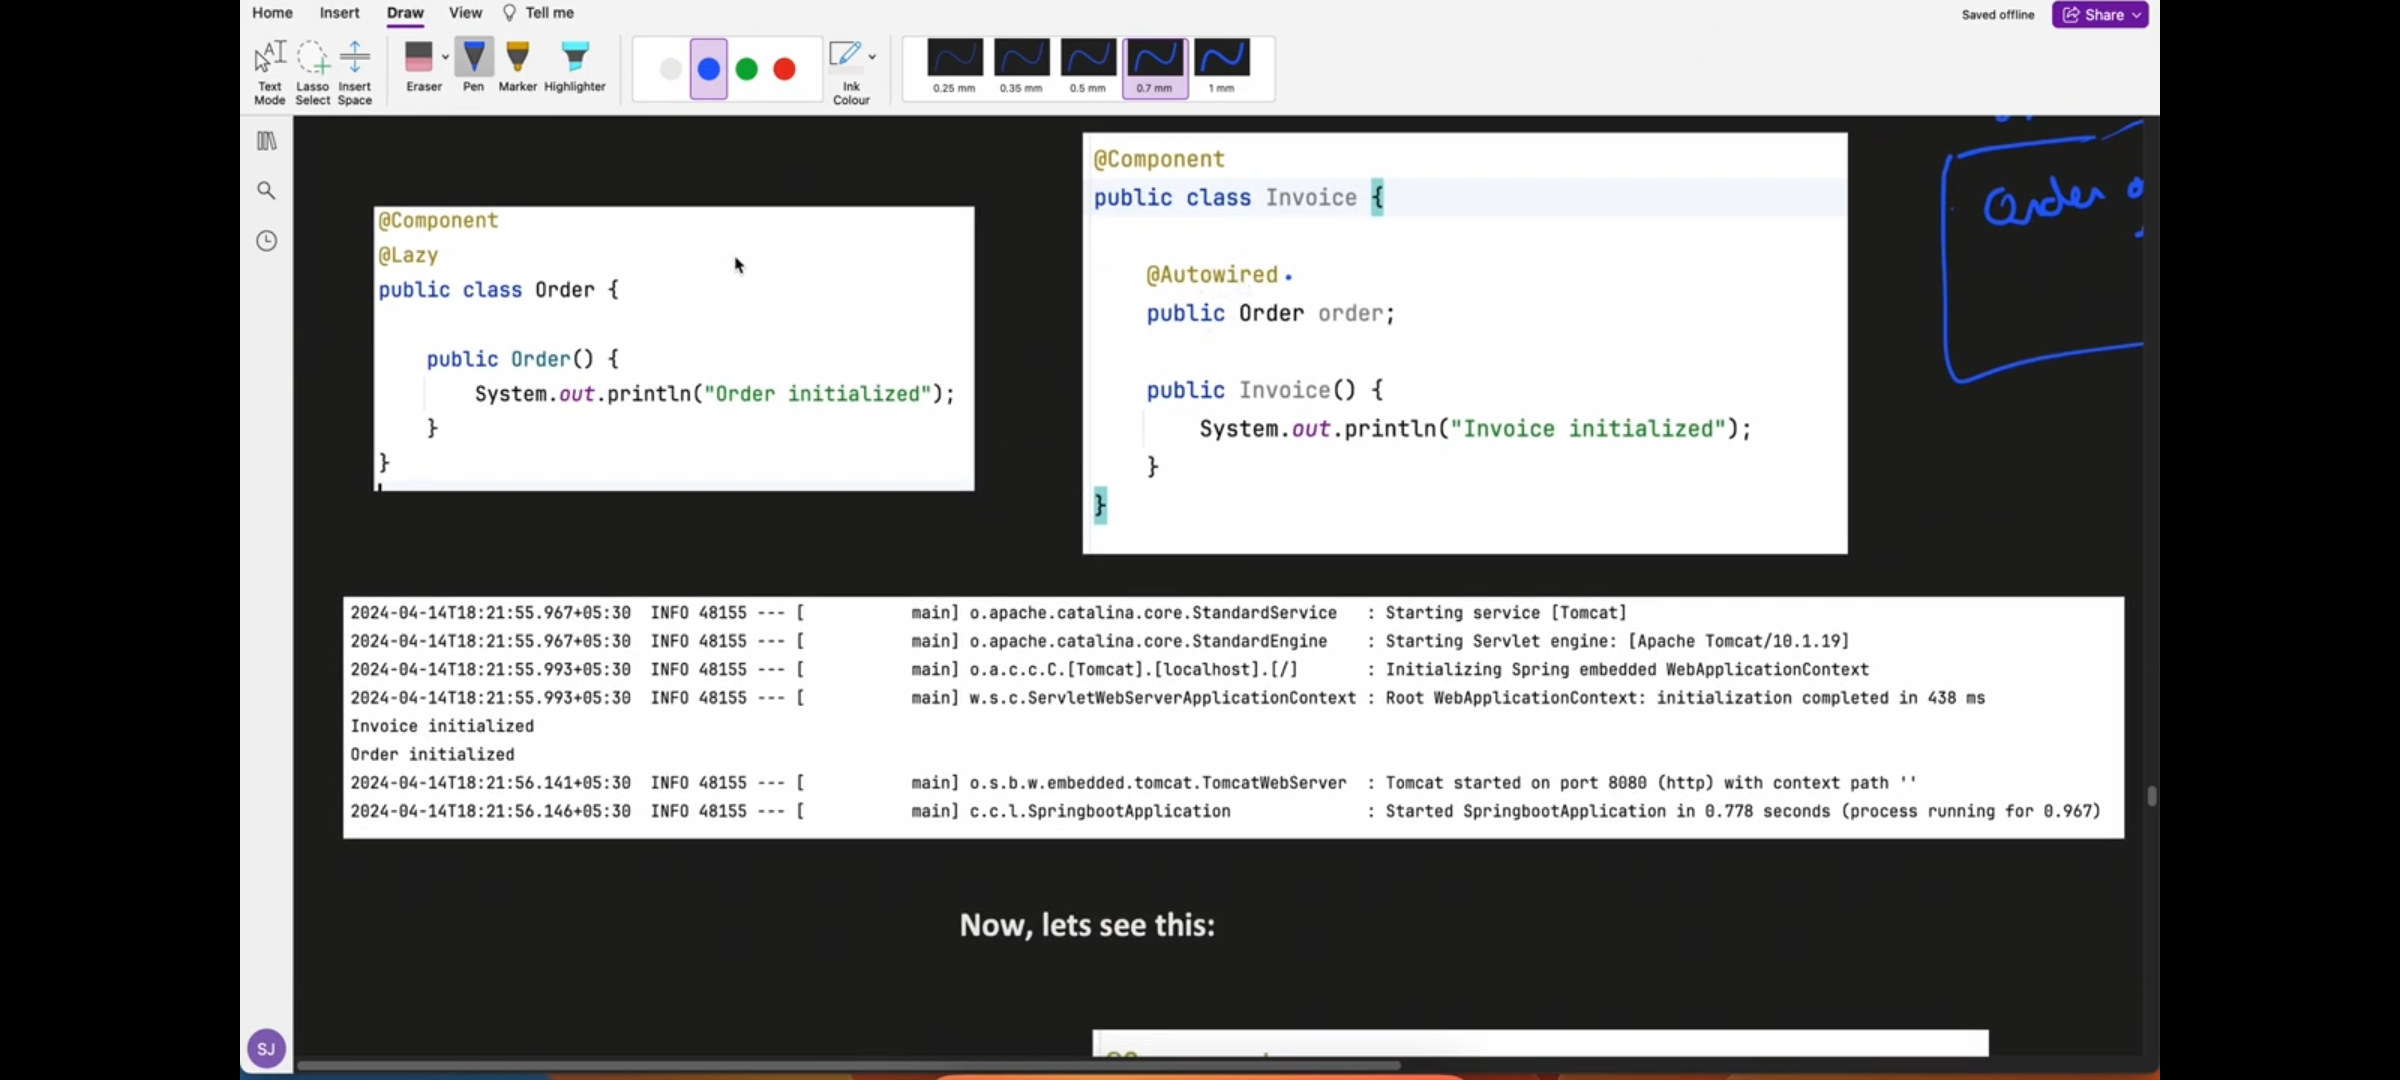 Home Insert Draw View Tell me
Saved offline Share
Text Mode
Lasso Select
Insert Space
Eraser
Pen
Marker
Highlighter
Ink Colour
0.25 mm
0.35 mm
0.5 mm
0.7 mm
1 mm
@Component
@Lazy
public class Order {
public Order() {
System.out.println("Order initialized");
}
}
@Component
public class Invoice {
@Autowired
public Order order;
public Invoice() {
System.out.println("Invoice initialized");
}
}
Order
2024-04-14T18:21:55.967+05:30  INFO 48155 --- [           main] o.apache.catalina.core.StandardService   : Starting service [Tomcat]
2024-04-14T18:21:55.967+05:30  INFO 48155 --- [           main] o.apache.catalina.core.StandardEngine    : Starting Servlet engine: [Apache Tomcat/10.1.19]
2024-04-14T18:21:55.993+05:30  INFO 48155 --- [           main] o.a.c.c.C.[Tomcat].[localhost].[/]       : Initializing Spring embedded WebApplicationContext
2024-04-14T18:21:55.993+05:30  INFO 48155 --- [           main] w.s.c.ServletWebServerApplicationContext : Root WebApplicationContext: initialization completed in 438 ms
Invoice initialized
Order initialized
2024-04-14T18:21:56.141+05:30  INFO 48155 --- [           main] o.s.b.w.embedded.tomcat.TomcatWebServer  : Tomcat started on port 8080 (http) with context path ''
2024-04-14T18:21:56.146+05:30  INFO 48155 --- [           main] c.c.l.SpringbootApplication              : Started SpringbootApplication in 0.778 seconds (process running for 0.967)
Now, lets see this:
SJ